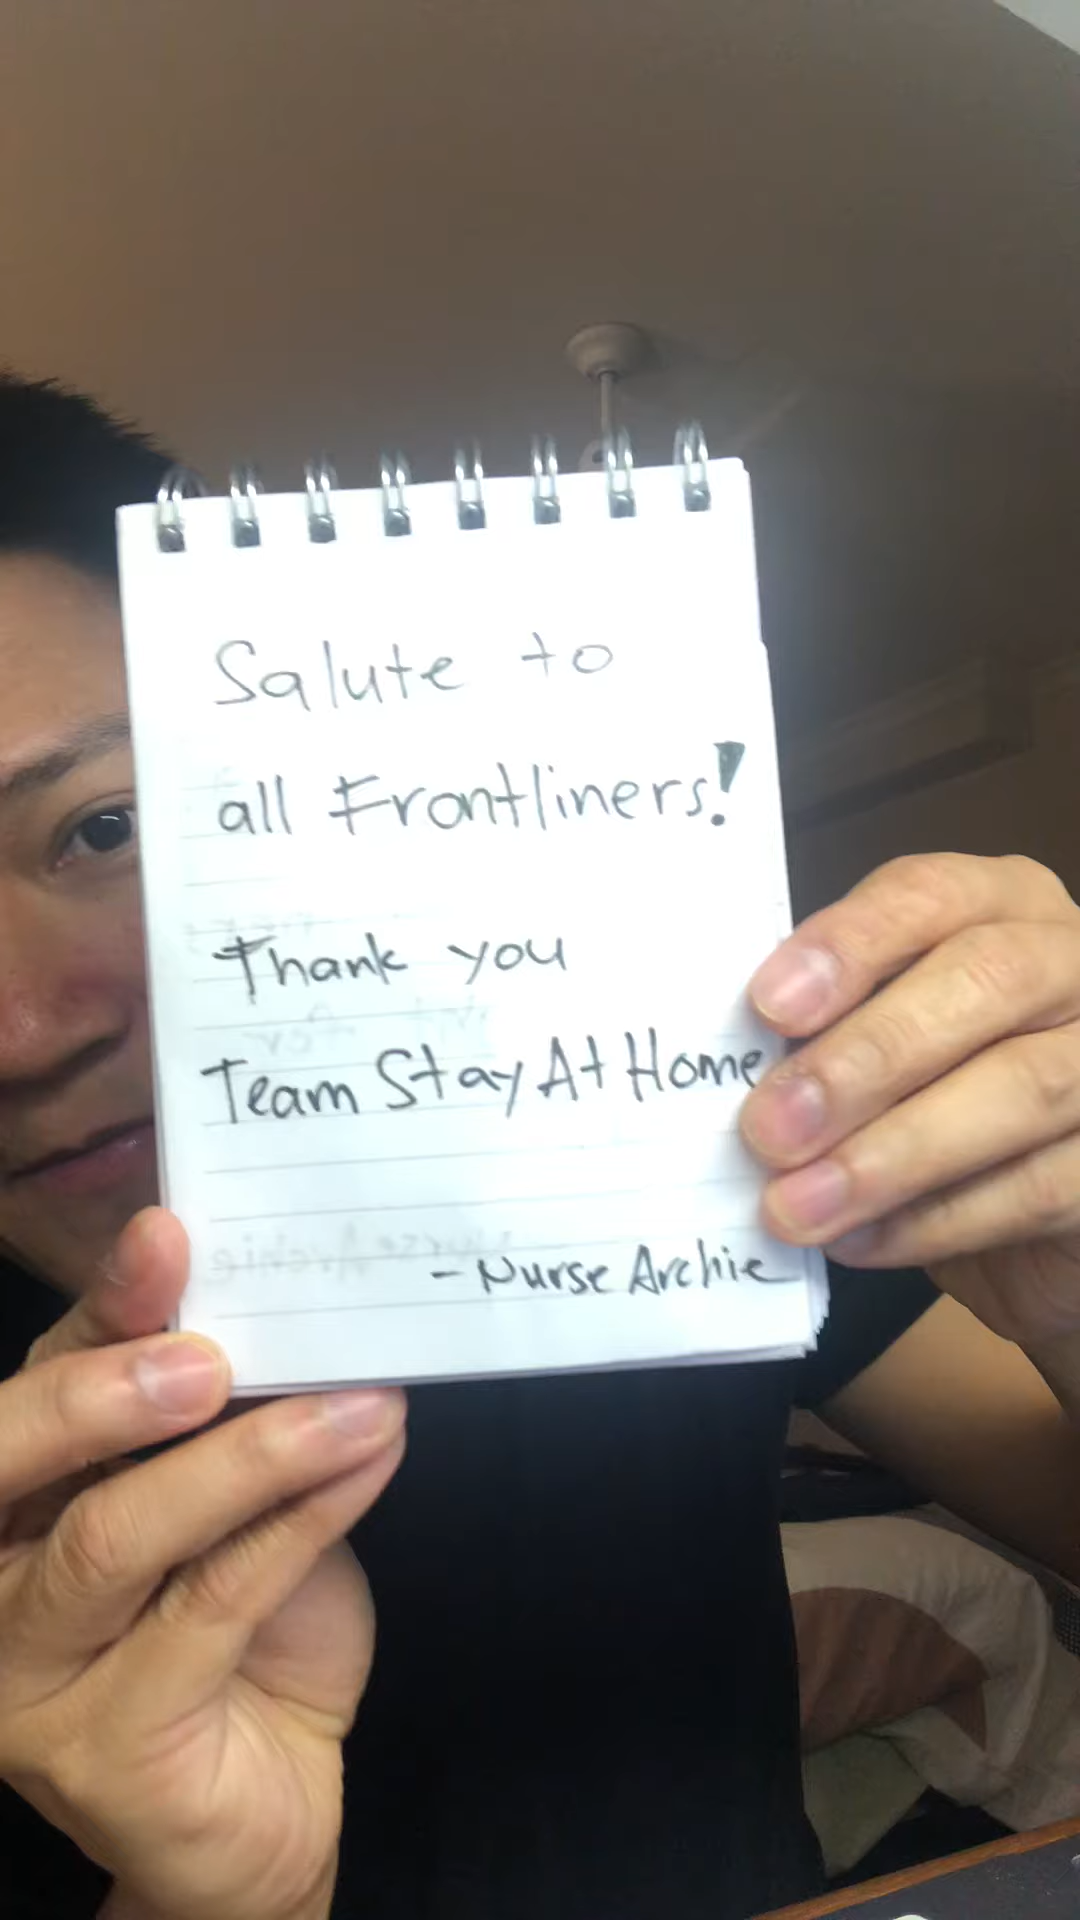 Salute to
all Frontliners!
Thank you
Team Stay At Home
- Nurse Archie